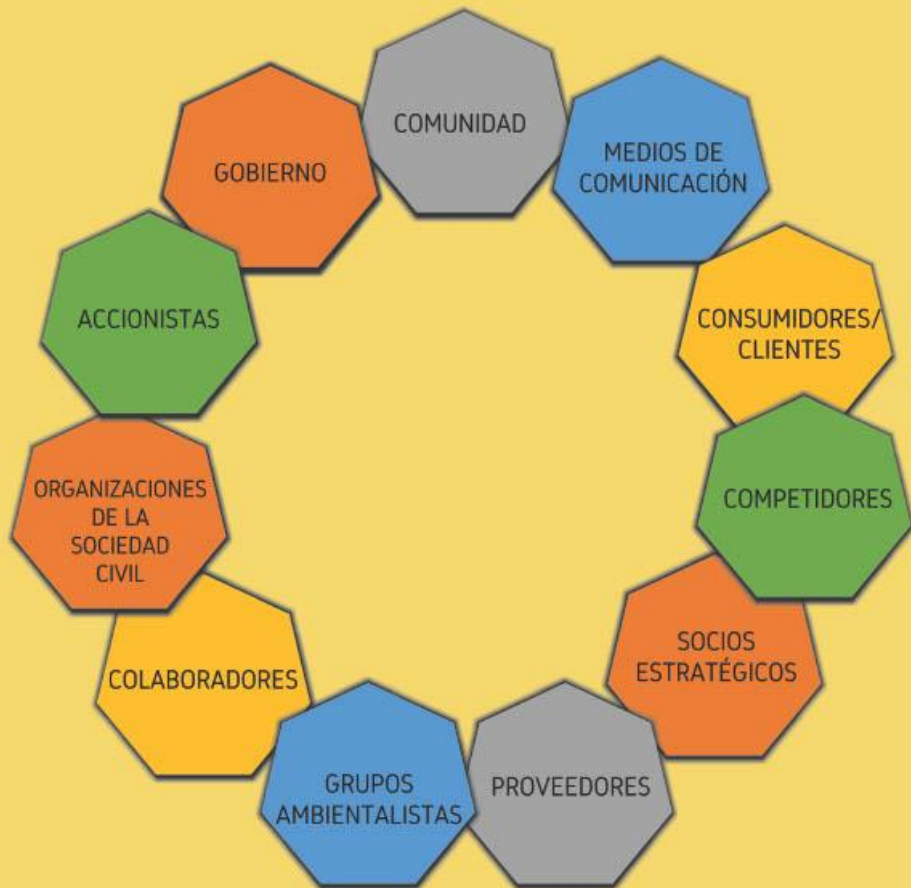 COMUNIDAD
MEDIOS DE
COMUNICACIÓN
CONSUMIDORES/
CLIENTES
COMPETIDORES
SOCIOS
ESTRATÉGICOS
PROVEEDORES
GRUPOS
AMBIENTALISTAS
COLABORADORES
ORGANIZACIONES
DE LA
SOCIEDAD
CIVIL
ACCIONISTAS
GOBIERNO